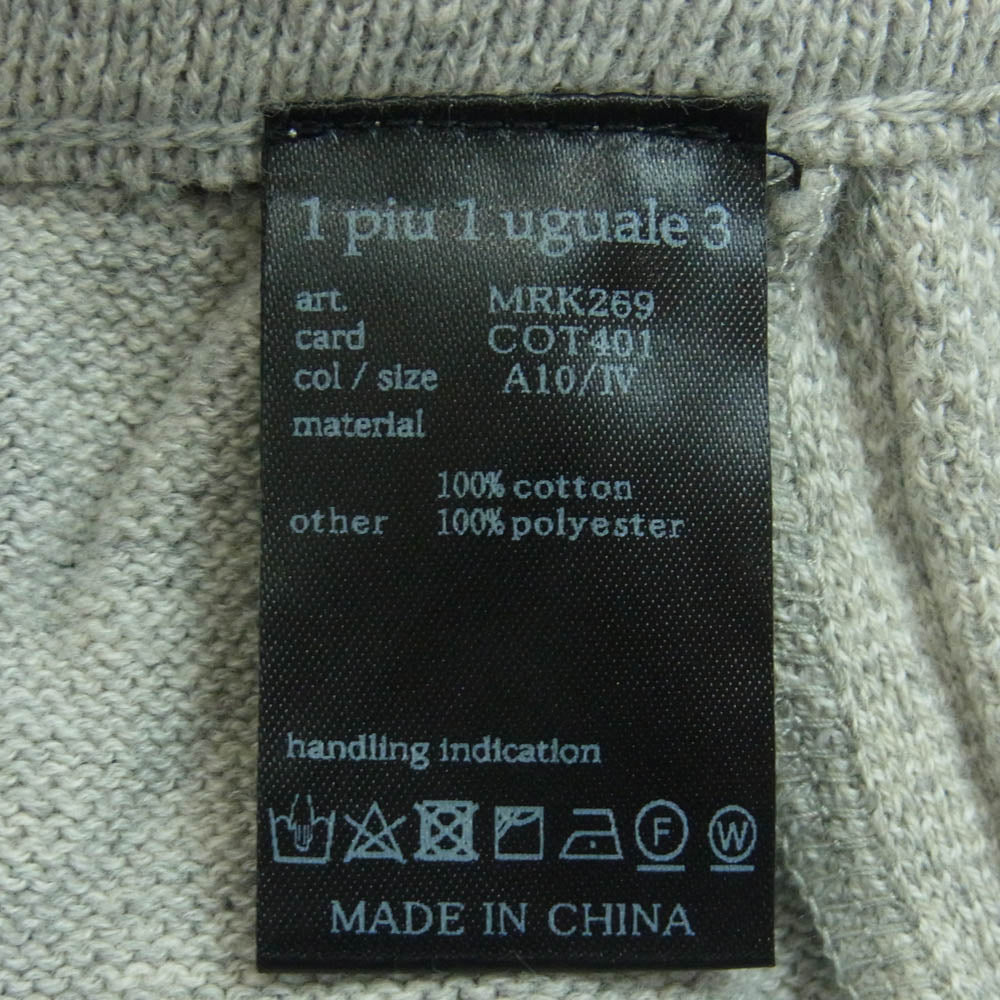 1 piu 1 uguale 3
art. MRK269
card COT401
col / size A10/IV
material
100% cotton
other 100% polyester
handling indication
F W
MADE IN CHINA